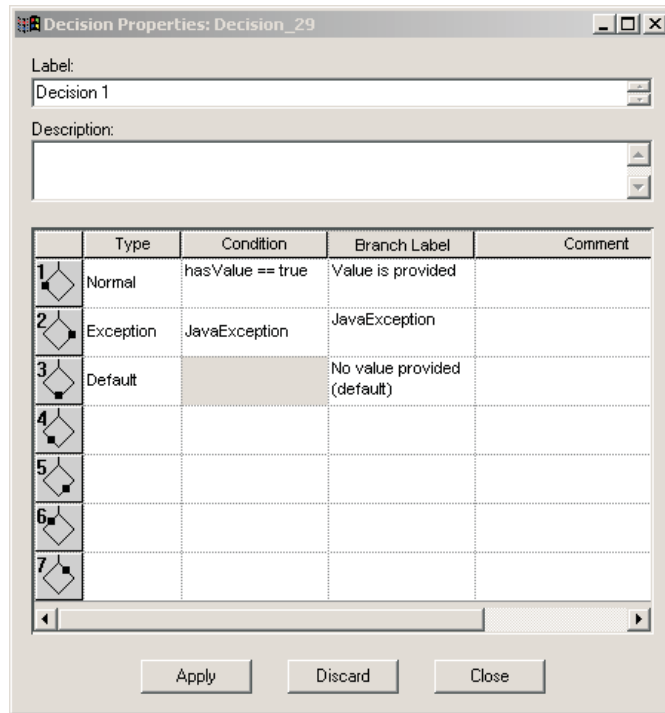 Decision Properties: Decision_29
Label:
Decision 1
Description:
Type Condition Branch Label Comment
1 Normal hasValue == true Value is provided
2 Exception JavaException JavaException
3 Default No value provided
(default)
4
5
6
7
Apply Discard Close